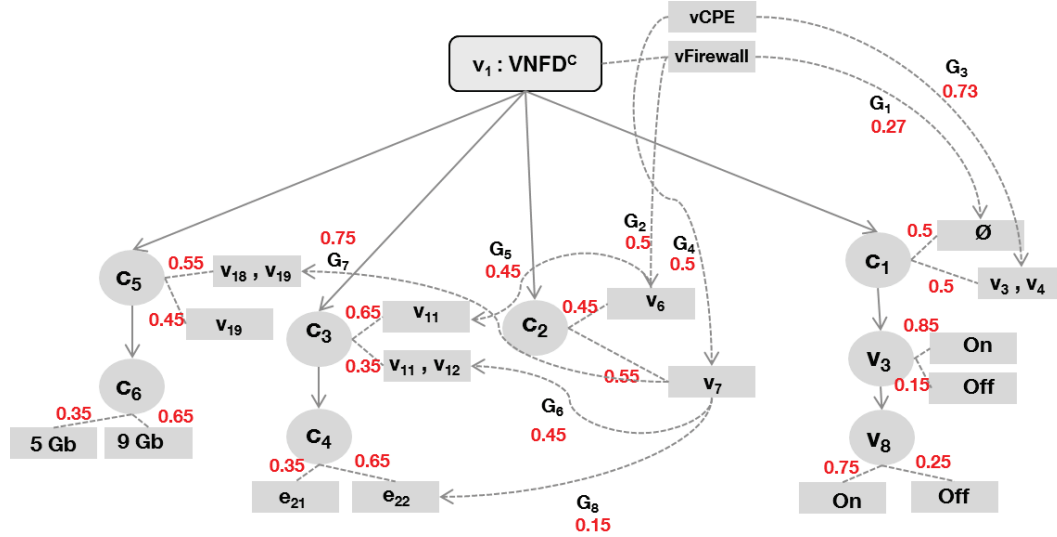 vCPE
v₁ : VNFDᶜ
vFirewall
G₃
0.73
G₁
0.27
G₂
0.5
G₄
0.5
0.75
G₇
G₅
0.45
0.5
Ø
c₅
0.55
v₁₈ , v₁₉
c₁
0.5
v₃ , v₄
0.45
v₁₉
0.65
v₁₁
c₂
0.45
v₆
c₃
0.35
v₁₁ , v₁₂
0.55
v₇
0.85
On
v₃
0.15
Off
c₆
0.35
0.65
5 Gb
9 Gb
G₆
0.45
c₄
0.35
0.65
e₂₁
e₂₂
v₈
0.75
0.25
On
Off
G₈
0.15